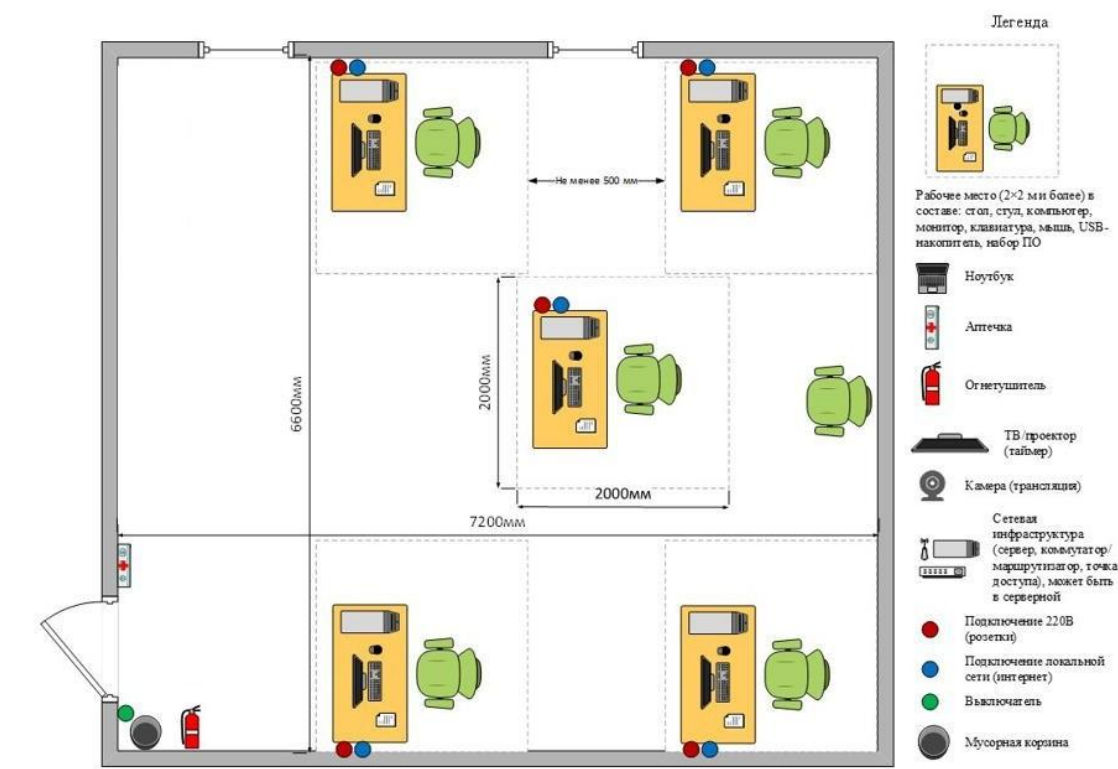 Легенда
Рабочее место (2×2 м и более) в
составе: стол, стул, компьютер,
монитор, клавиатура, мышь, USB-
накопитель, набор ПО
Ноутбук
Аптечка
Огнетушитель
ТВ/проектор
(таймер)
Камера (трансляция)
Сетевая
инфраструктура
(сервер, коммутатор/
маршрутизатор, точка
доступа), может быть
в серверной
Подключение 220В
(розетки)
Подключение локальной
сети (интернет)
Выключатель
Мусорная корзина
Не менее 500 мм
6600мм
2000мм
2000мм
7200мм